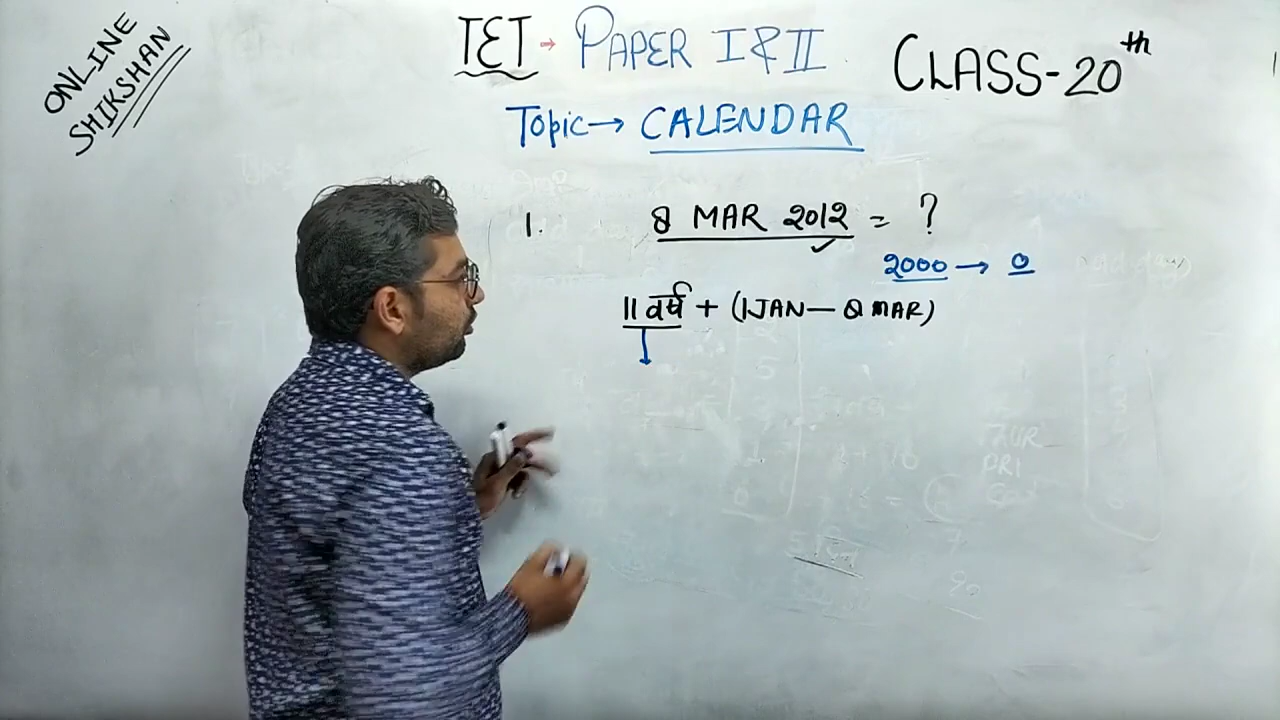 ONLINE
SHIKSHAN
TET → PAPER I & II
CLASS-20th
Topic → CALENDAR
1. 8 MAR 2012 = ?
2000 → 0
11 वर्ष + (1JAN — 8 MAR)